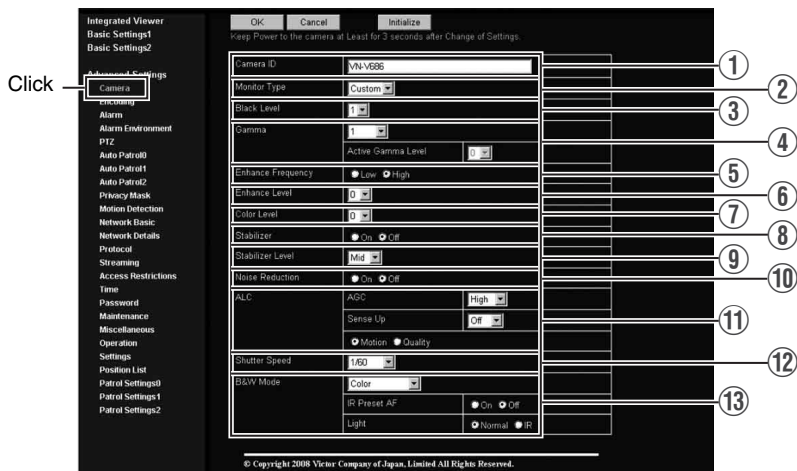 Click
Integrated Viewer
Basic Settings1
Basic Settings2
Advanced Settings
Camera
Encoding
Alarm
Alarm Environment
PTZ
Auto Patrol0
Auto Patrol1
Auto Patrol2
Privacy Mask
Motion Detection
Network Basic
Network Details
Protocol
Streaming
Access Restrictions
Time
Password
Maintenance
Miscellaneous
Operation
Settings
Position List
Patrol Settings0
Patrol Settings1
Patrol Settings2
OK Cancel Initialize
Keep Power to the camera at Least for 3 seconds after Change of Settings.
Camera ID VN-V686 ①
Monitor Type Custom ②
Black Level 1 ③
Gamma 1 ④
Active Gamma Level 0
Enhance Frequency Low High ⑤
Enhance Level 0 ⑥
Color Level 0 ⑦
Stabilizer On Off ⑧
Stabilizer Level Mid ⑨
Noise Reduction On Off ⑩
ALC AGC High
Sense Up Off ⑪
Motion Quality
Shutter Speed 1/60 ⑫
B&W Mode Color ⑬
IR Preset AF On Off
Light Normal IR
© Copyright 2008 Victor Company of Japan, Limited All Rights Reserved.